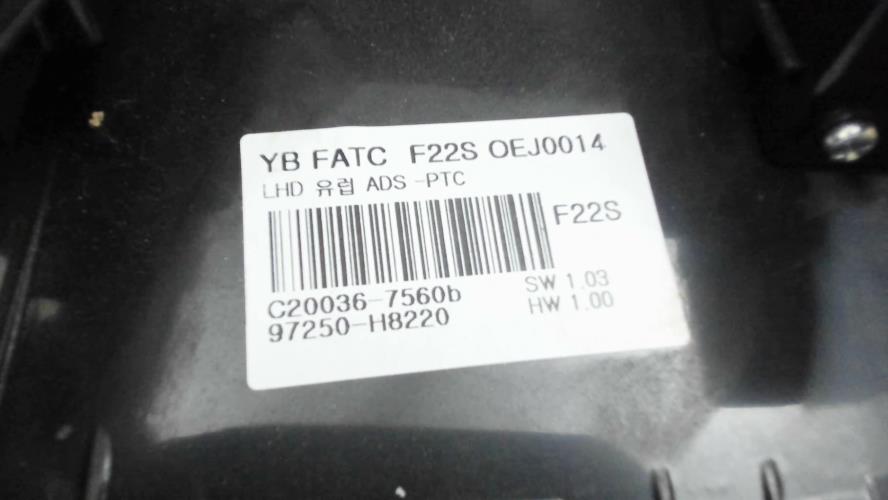 YB FATC F22S OEJ0014
LHD 유럽 ADS -PTC
F22S
C20036-7560b
SW 1.03
97250-H8220
HW 1.00